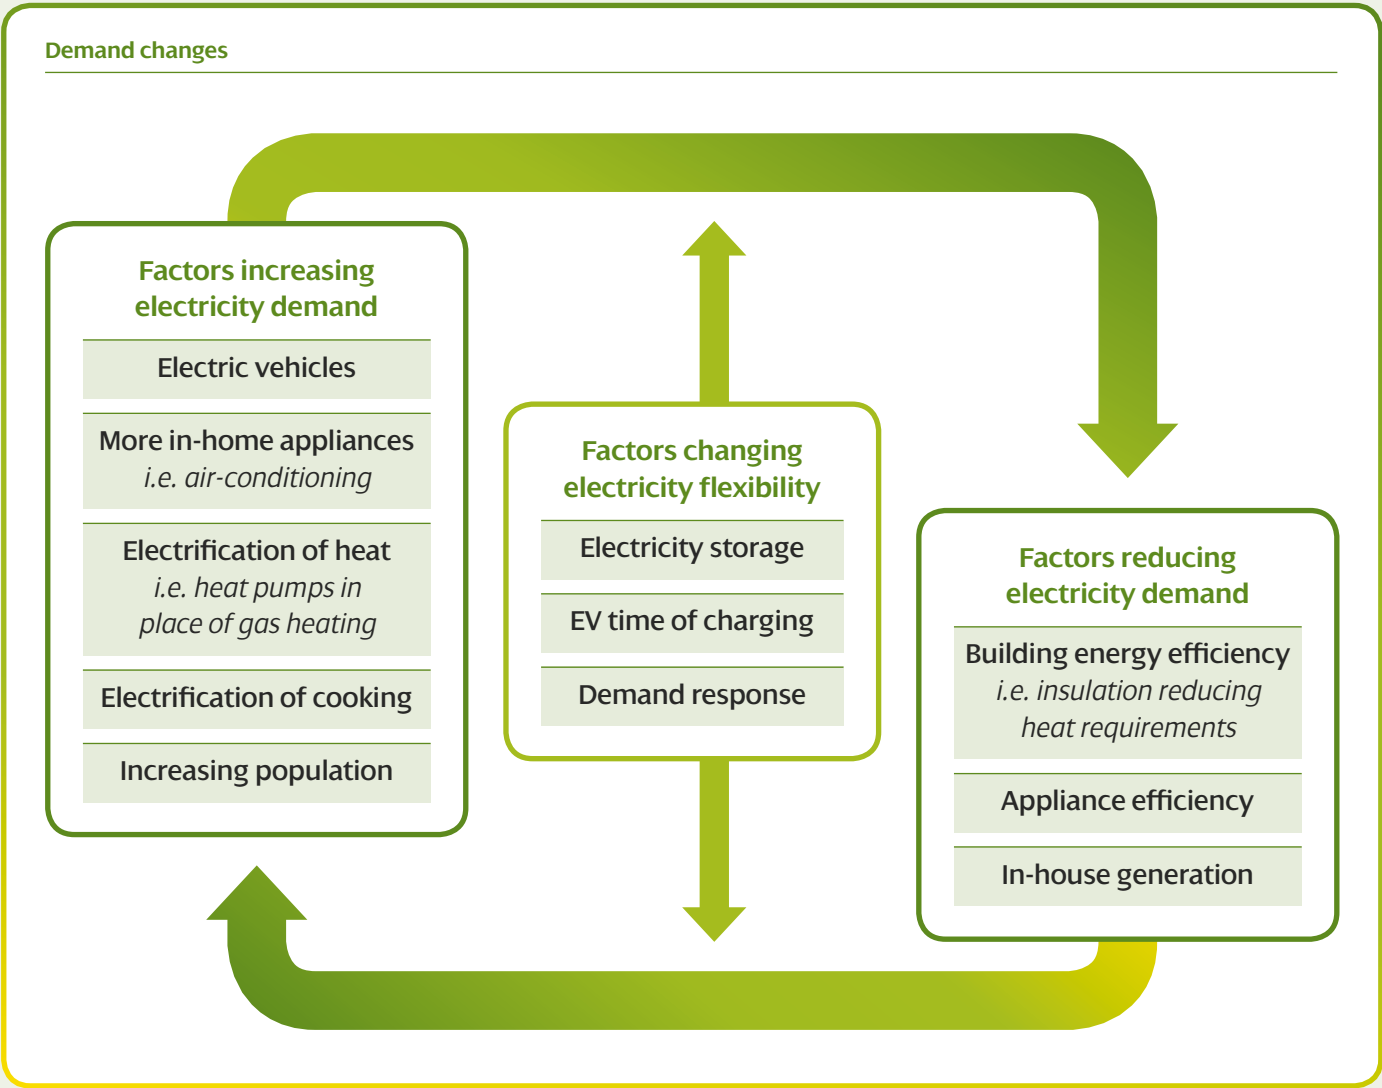 Demand changes
Factors increasing
electricity demand
Electric vehicles
More in-home appliances
i.e. air-conditioning
Electrification of heat
i.e. heat pumps in
place of gas heating
Electrification of cooking
Increasing population
Factors changing
electricity flexibility
Electricity storage
EV time of charging
Demand response
Factors reducing
electricity demand
Building energy efficiency
i.e. insulation reducing
heat requirements
Appliance efficiency
In-house generation